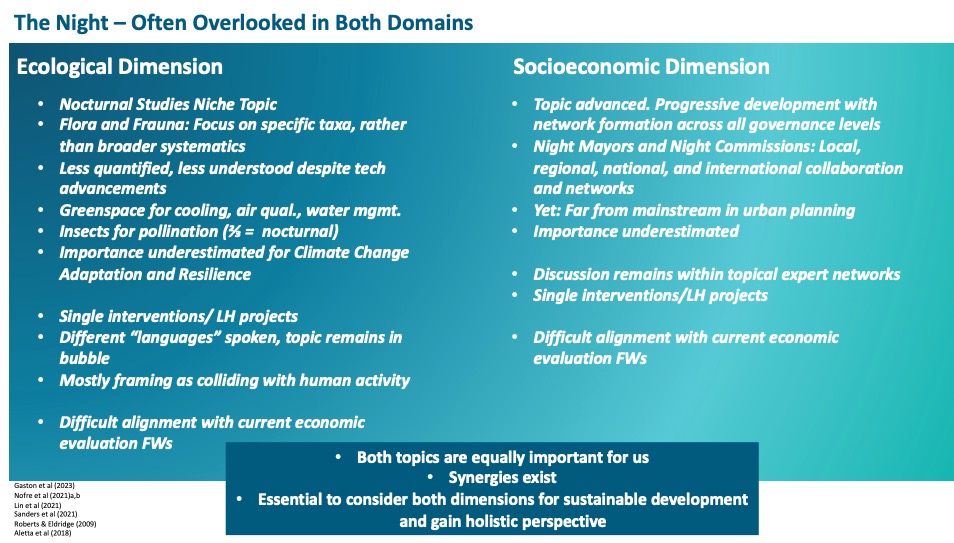 The Night – Often Overlooked in Both Domains
Ecological Dimension
• Nocturnal Studies Niche Topic
• Flora and Frauna: Focus on specific taxa, rather
than broader systematics
• Less quantified, less understood despite tech
advancements
• Greenspace for cooling, air qual., water mgmt.
• Insects for pollination (⅗ = nocturnal)
• Importance underestimated for Climate Change
Adaptation and Resilience
• Single interventions/ LH projects
• Different “languages” spoken, topic remains in
bubble
• Mostly framing as colliding with human activity
• Difficult alignment with current economic
evaluation FWs
Socioeconomic Dimension
• Topic advanced. Progressive development with
network formation across all governance levels
• Night Mayors and Night Commissions: Local,
regional, national, and international collaboration
and networks
• Yet: Far from mainstream in urban planning
• Importance underestimated
• Discussion remains within topical expert networks
• Single interventions/LH projects
• Difficult alignment with current economic
evaluation FWs
• Both topics are equally important for us
• Synergies exist
• Essential to consider both dimensions for sustainable development
and gain holistic perspective
Gaston et al (2023)
Nofre et al (2021)a,b
Lin et al (2021)
Sanders et al (2021)
Roberts & Eldridge (2009)
Aletta et al (2018)